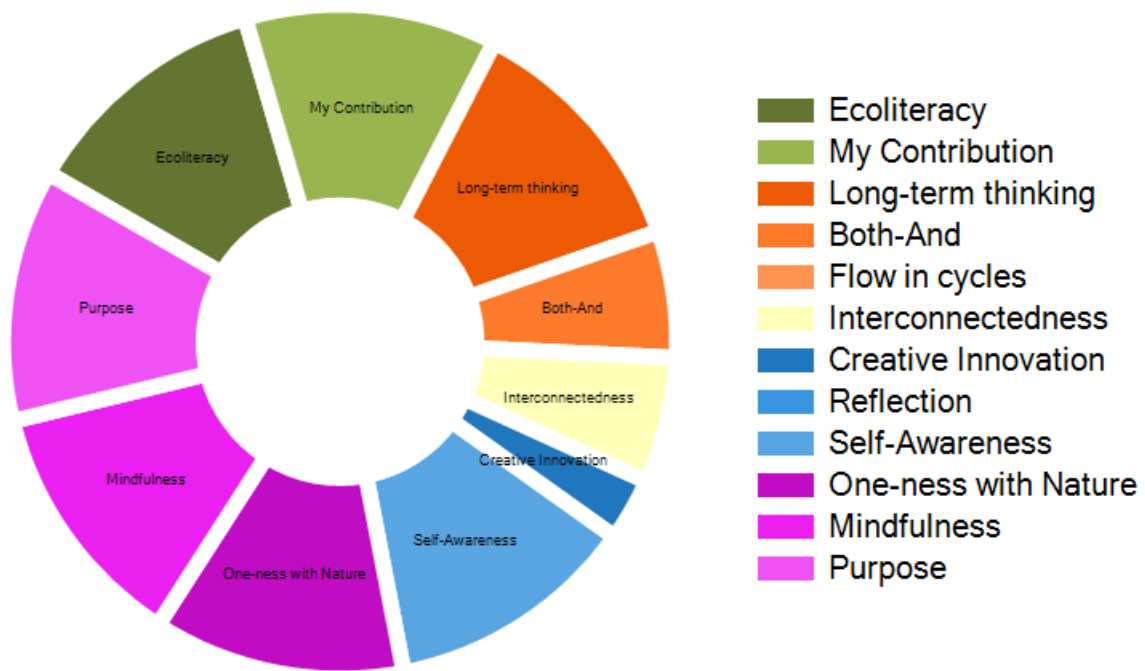 My Contribution
Ecoliteracy
Long-term thinking
Purpose
Both-And
Interconnectedness
Creative Innovation
Mindfulness
Self-Awareness
One-ness with Nature
Ecoliteracy
My Contribution
Long-term thinking
Both-And
Flow in cycles
Interconnectedness
Creative Innovation
Reflection
Self-Awareness
One-ness with Nature
Mindfulness
Purpose